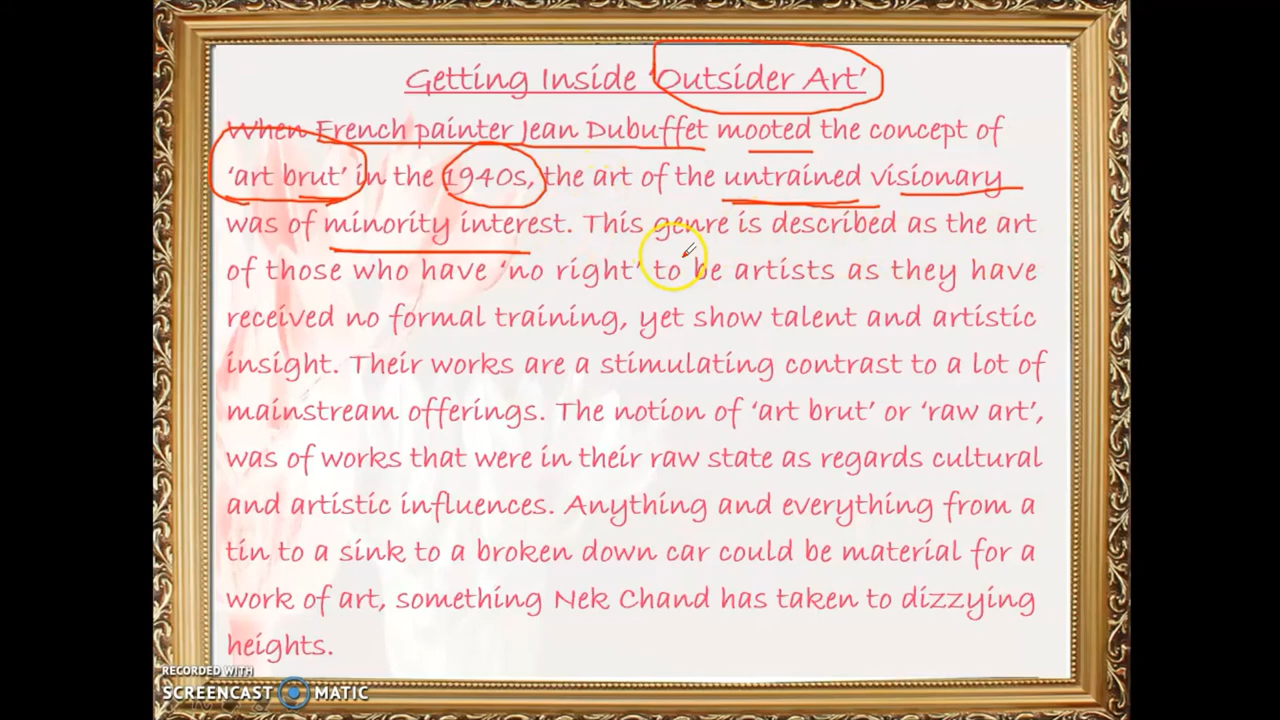 Getting Inside 'Outsider Art'
When French painter Jean Dubuffet mooted the concept of
'art brut' in the 1940s, the art of the untrained visionary
was of minority interest. This genre is described as the art
of those who have 'no right' to be artists as they have
received no formal training, yet show talent and artistic
insight. Their works are a stimulating contrast to a lot of
mainstream offerings. The notion of 'art brut' or 'raw art',
was of works that were in their raw state as regards cultural
and artistic influences. Anything and everything from a
tin to a sink to a broken down car could be material for a
work of art, something Nek Chand has taken to dizzying
heights.
RECORDED WITH
SCREENCAST MATIC